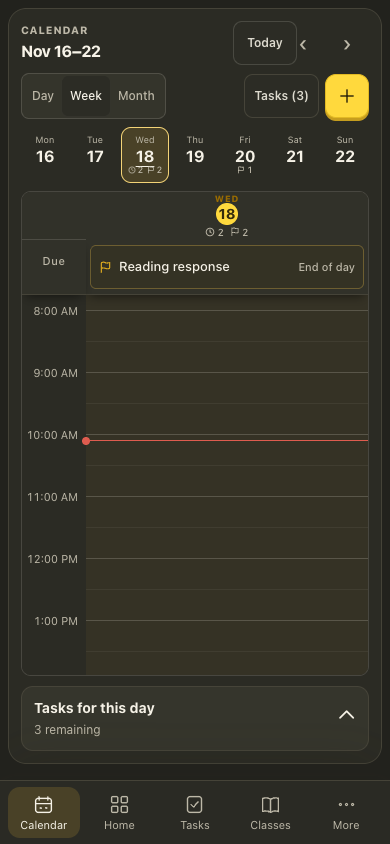 CALENDAR
Nov 16–22
Today
Day Week Month
Tasks (3)
Mon Tue Wed Thu Fri Sat Sun
16 17 18 19 20 21 22
2 2 1
WED
18
2 2
Due
Reading response End of day
8:00 AM
9:00 AM
10:00 AM
11:00 AM
12:00 PM
1:00 PM
Tasks for this day
3 remaining
Calendar Home Tasks Classes More